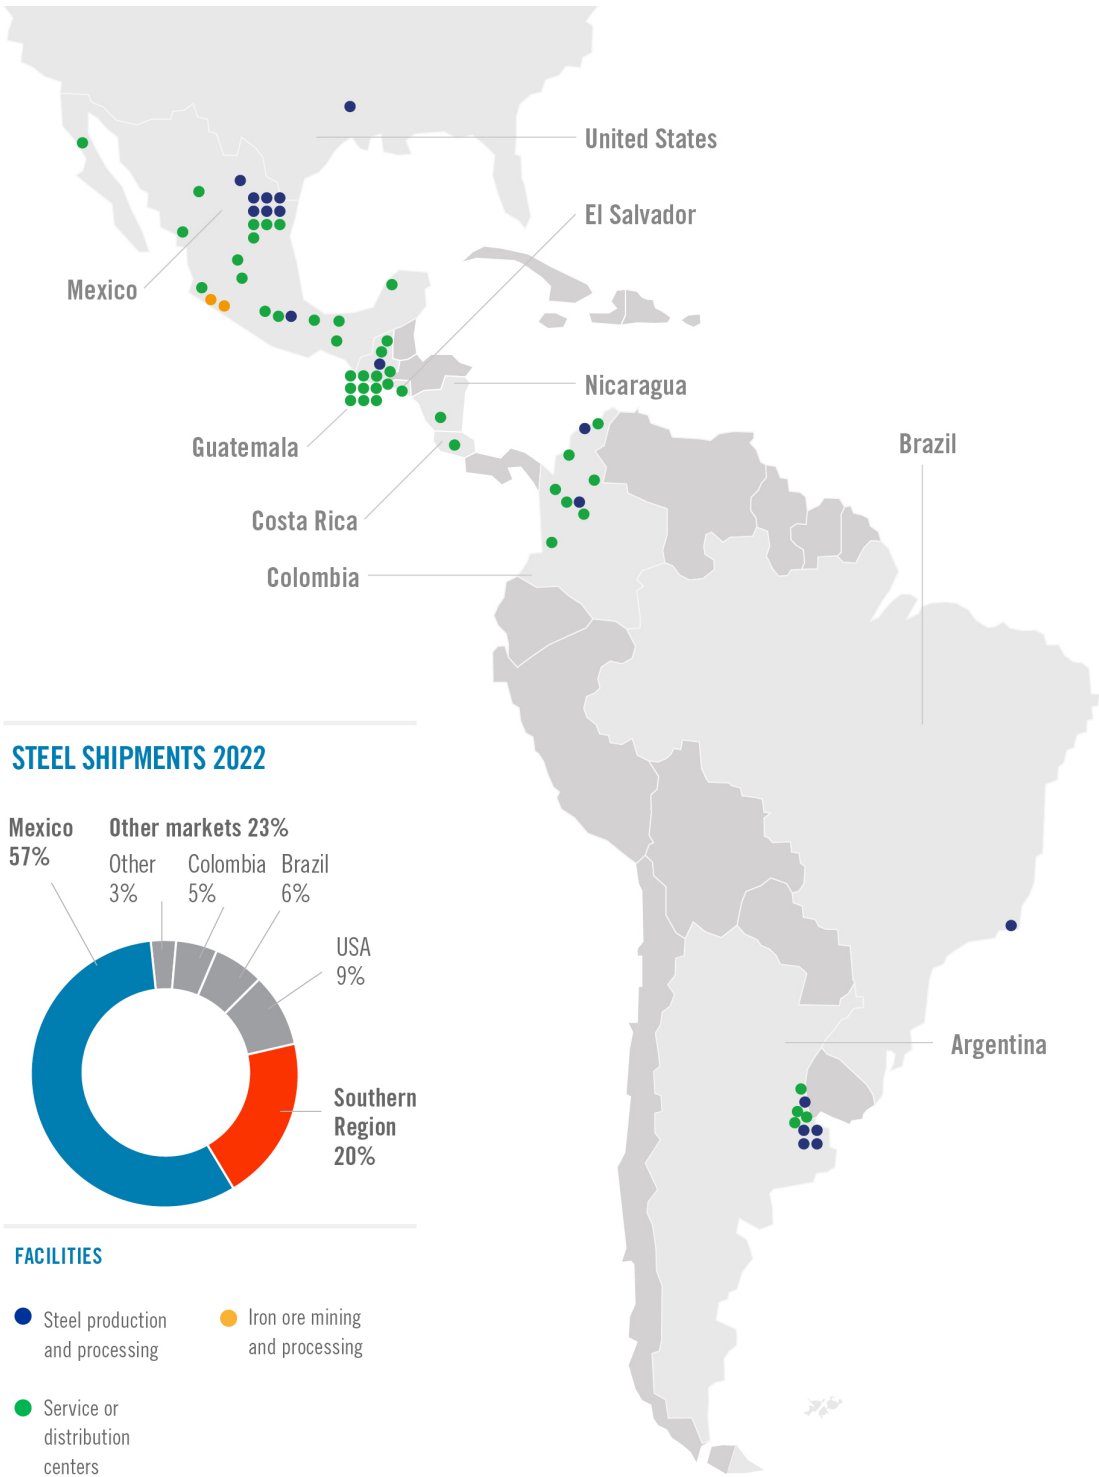 United States
El Salvador
Mexico
Nicaragua
Guatemala
Brazil
Costa Rica
Colombia
Argentina
STEEL SHIPMENTS 2022
Mexico
57%
Other markets 23%
Other
3%
Colombia
5%
Brazil
6%
USA
9%
Southern
Region
20%
FACILITIES
Steel production
and processing
Iron ore mining
and processing
Service or
distribution
centers